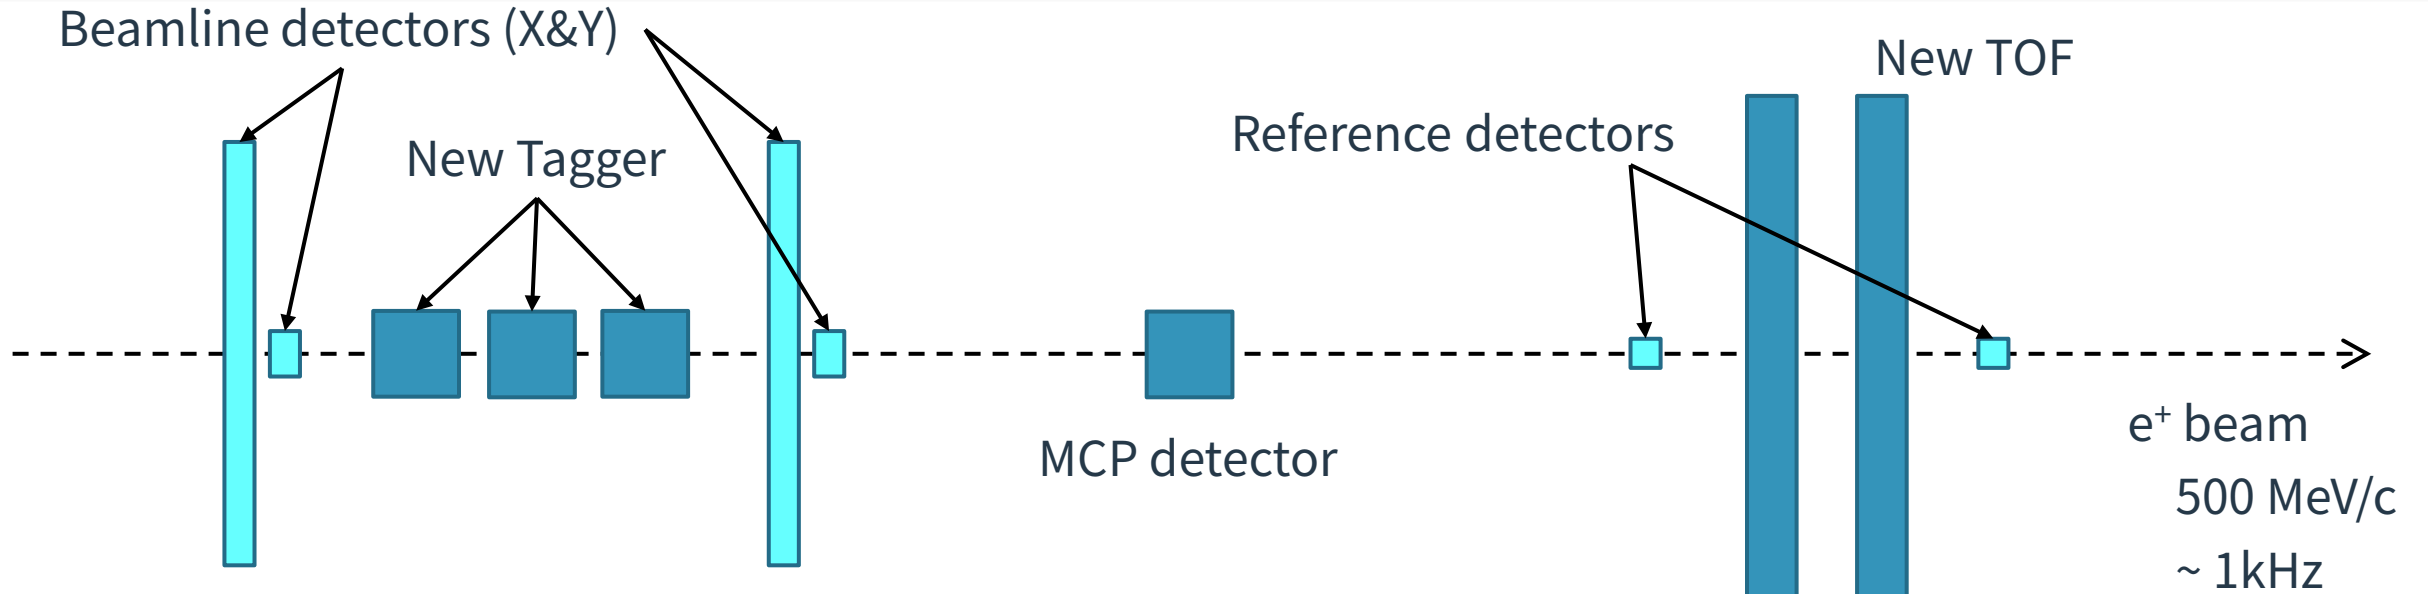 Beamline detectors (X&Y)
New Tagger
MCP detector
Reference detectors
New TOF
e⁺ beam
500 MeV/c
~ 1kHz